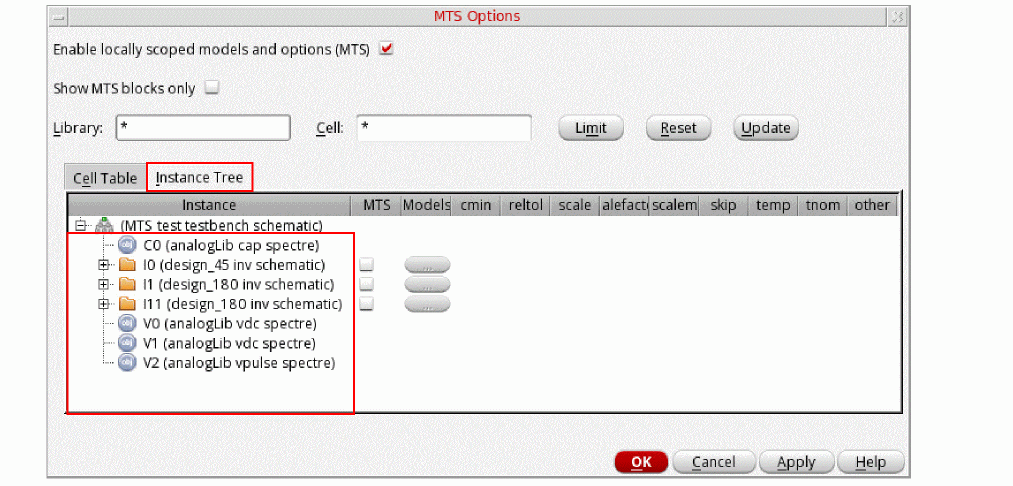 MTS Options
Enable locally scoped models and options (MTS)
Show MTS blocks only
Library: * Cell: * Limit Reset Update
Cell Table Instance Tree
Instance MTS Models cmin reltol scale alefacti scalem skip temp tnom other
(MTS test testbench schematic)
C0 (analogLib cap spectre)
I0 (design_45 inv schematic) ...
I1 (design_180 inv schematic) ...
I11 (design_180 inv schematic) ...
V0 (analogLib vdc spectre)
V1 (analogLib vdc spectre)
V2 (analogLib vpulse spectre)
OK Cancel Apply Help